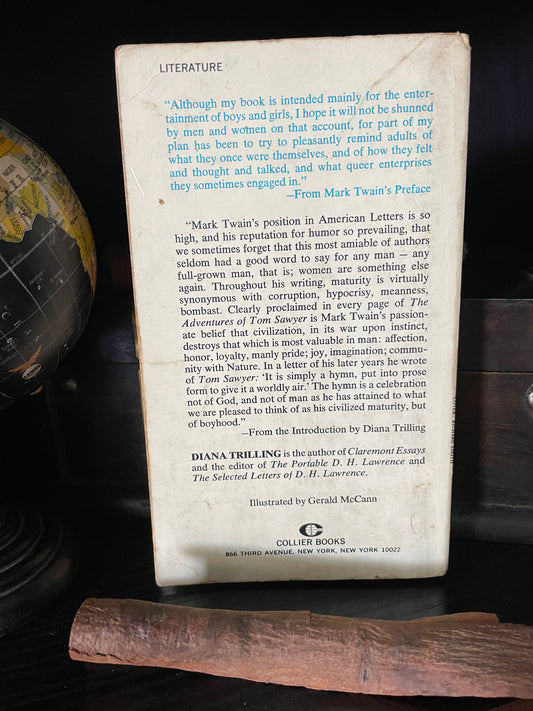 LITERATURE
"Although my book is intended mainly for the enter-
tainment of boys and girls, I hope it will not be shunned
by men and women on that account, for part of my
plan has been to try to pleasantly remind adults of
what they once were themselves, and of how they felt
and thought and talked, and what queer enterprises
they sometimes engaged in."
—From Mark Twain's Preface
"Mark Twain's position in American Letters is so
high, and his reputation for humor so prevailing, that
we sometimes forget that this most amiable of authors
seldom had a good word to say for any man — any
full-grown man, that is; women are something else
again. Throughout his writing, maturity is virtually
synonymous with corruption, hypocrisy, meanness,
bombast. Clearly proclaimed in every page of The
Adventures of Tom Sawyer is Mark Twain's passion-
ate belief that civilization, in its war upon instinct,
destroys that which is most valuable in man: affection,
honor, loyalty, manly pride; joy, imagination; commu-
nity with Nature. In a letter of his later years he wrote
of Tom Sawyer: 'It is simply a hymn, put into prose
form to give it a worldly air.' The hymn is a celebration
not of God, and not of man as he has attained to what
we are pleased to think of as his civilized maturity, but
of boyhood."
—From the Introduction by Diana Trilling
DIANA TRILLING is the author of Claremont Essays
and the editor of The Portable D. H. Lawrence and
The Selected Letters of D. H. Lawrence.
Illustrated by Gerald McCann
COLLIER BOOKS
866 THIRD AVENUE, NEW YORK, NEW YORK 10022